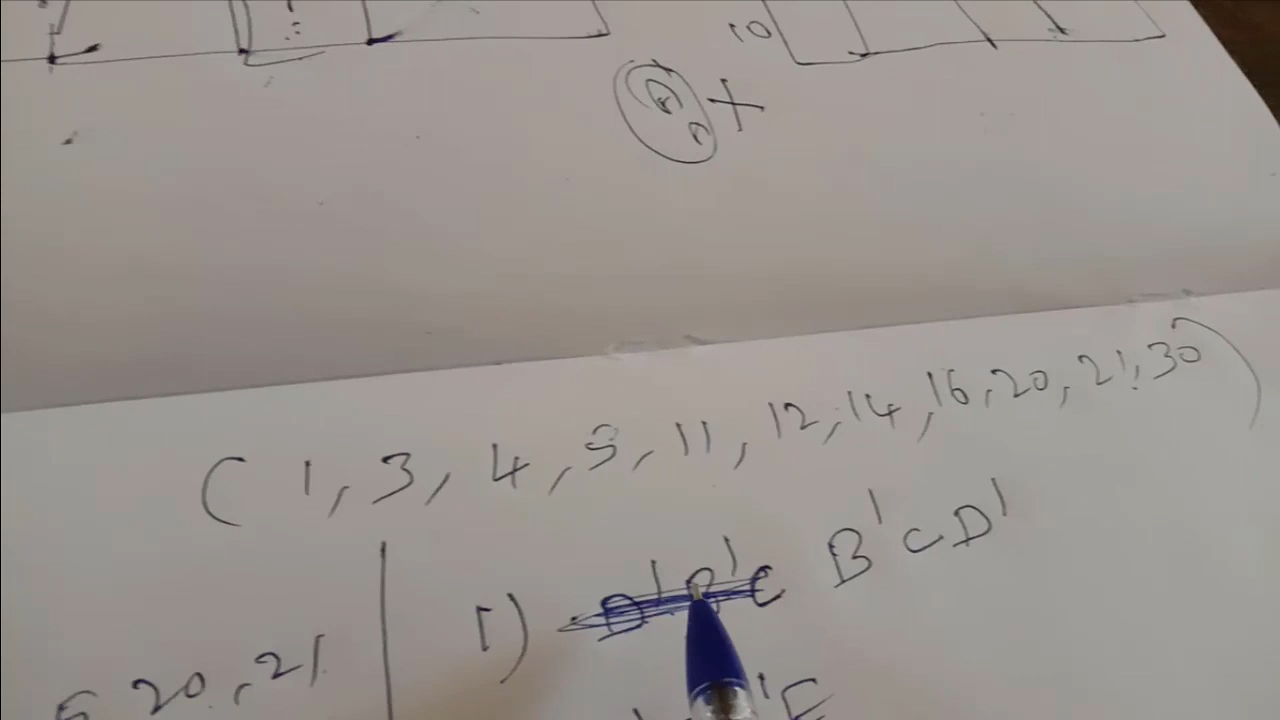 10
+
( 1, 3, 4, 5, 11, 12, 14, 16, 20, 21, 30 )
1) B'CD'
20, 21